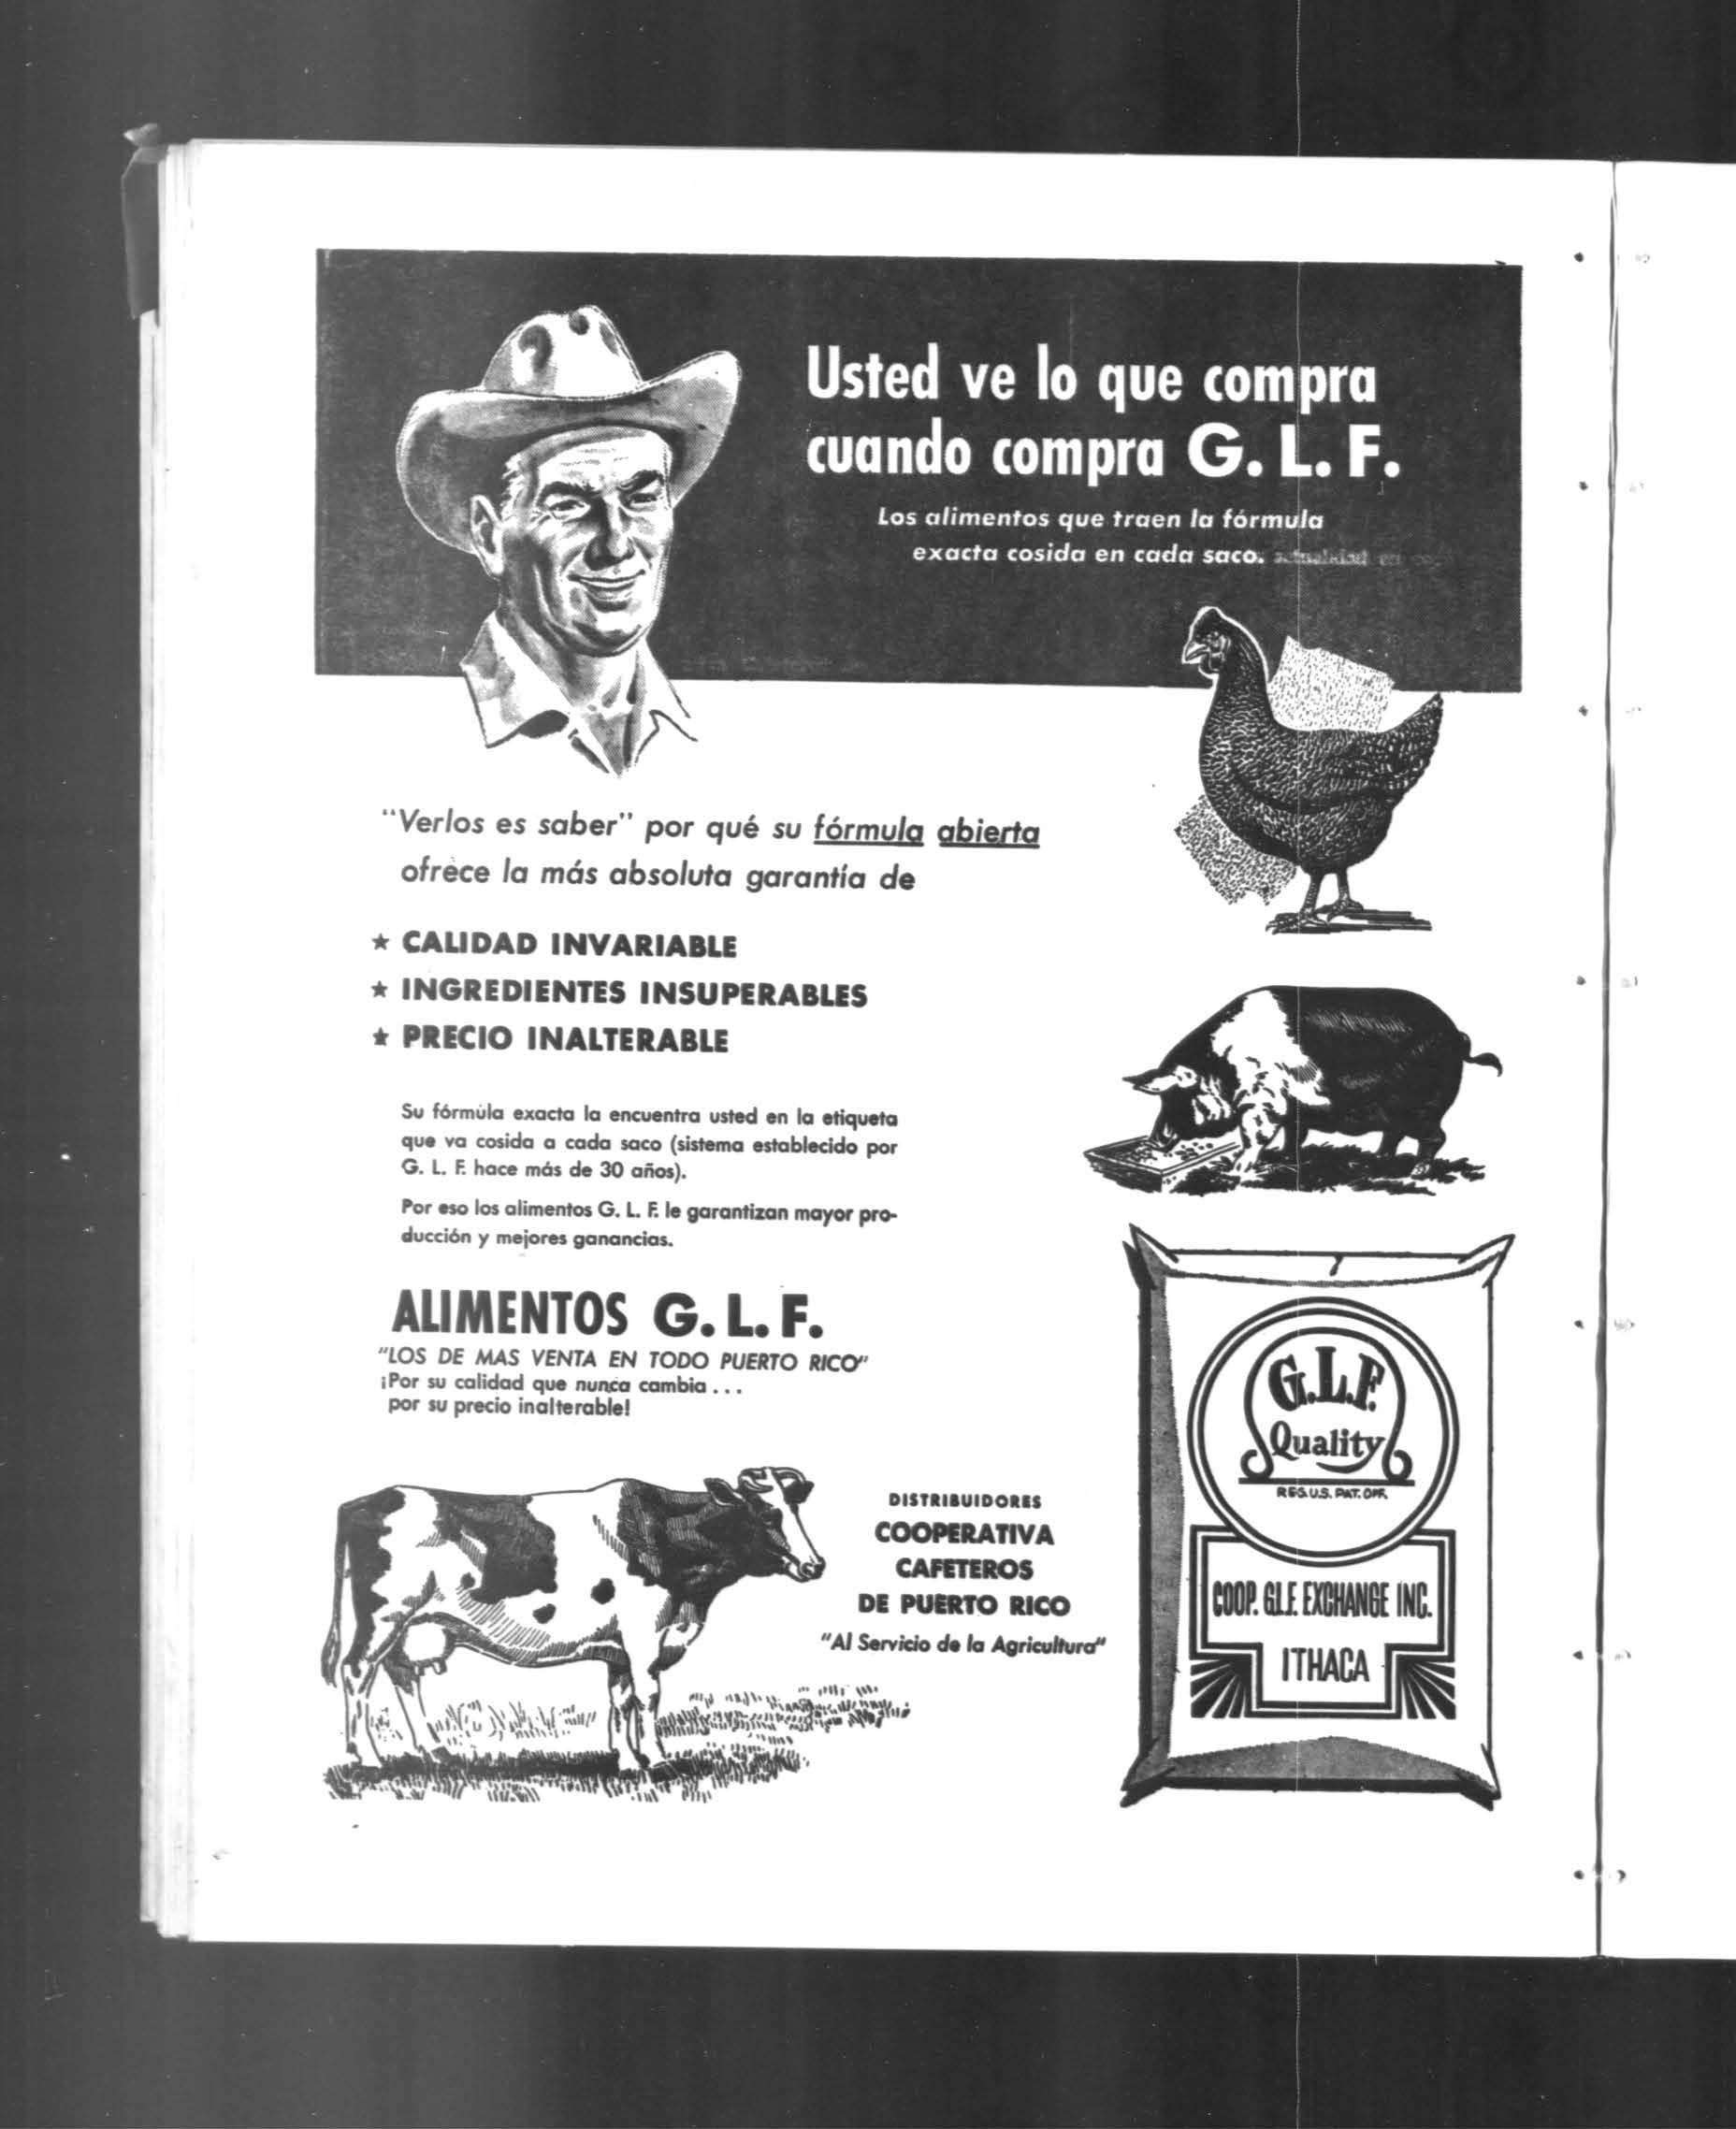 Usted ve lo que compra
cuando compra G. L. F.
Los alimentos que traen la fórmula
exacta cosida en cada saco.
"Verlos es saber" por qué su fórmula abierta
ofrece la más absoluta garantía de
★ CALIDAD INVARIABLE
★ INGREDIENTES INSUPERABLES
★ PRECIO INALTERABLE
Su fórmula exacta la encuentra usted en la etiqueta
que va cosida a cada saco (sistema establecido por
G. L. F. hace más de 30 años).
Por eso los alimentos G. L. F. le garantizan mayor pro-
ducción y mejores ganancias.
ALIMENTOS G. L. F.
"LOS DE MAS VENTA EN TODO PUERTO RICO"
¡Por su calidad que nunca cambia . . .
por su precio inalterable!
DISTRIBUIDORES
COOPERATIVA
CAFETEROS
DE PUERTO RICO
"Al Servicio de la Agricultura"
G.L.F.
Quality
REG. U.S. PAT. OFF.
COOP. G.L.F. EXCHANGE INC.
ITHACA